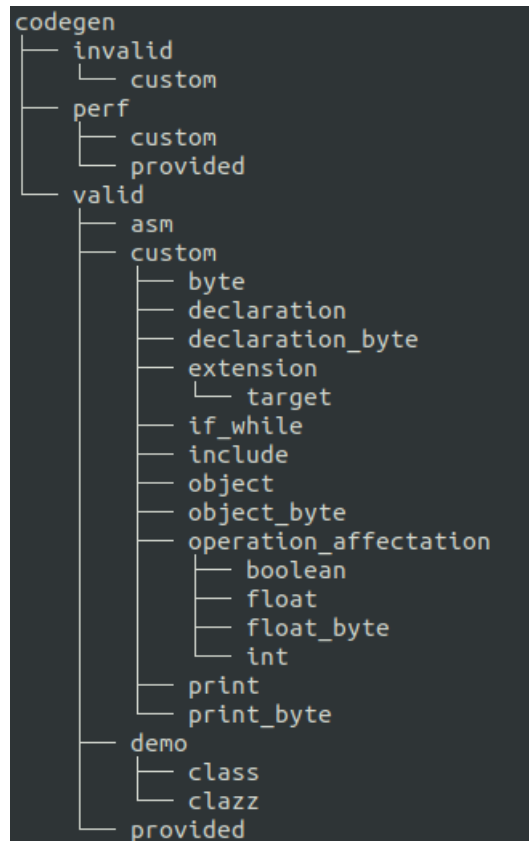 codegen
├── invalid
│   └── custom
├── perf
│   ├── custom
│   └── provided
└── valid
    ├── asm
    ├── custom
    │   ├── byte
    │   ├── declaration
    │   ├── declaration_byte
    │   ├── extension
    │   │   └── target
    │   ├── if_while
    │   ├── include
    │   ├── object
    │   ├── object_byte
    │   ├── operation_affectation
    │   │   ├── boolean
    │   │   ├── float
    │   │   ├── float_byte
    │   │   └── int
    │   ├── print
    │   └── print_byte
    ├── demo
    │   ├── class
    │   └── clazz
    └── provided